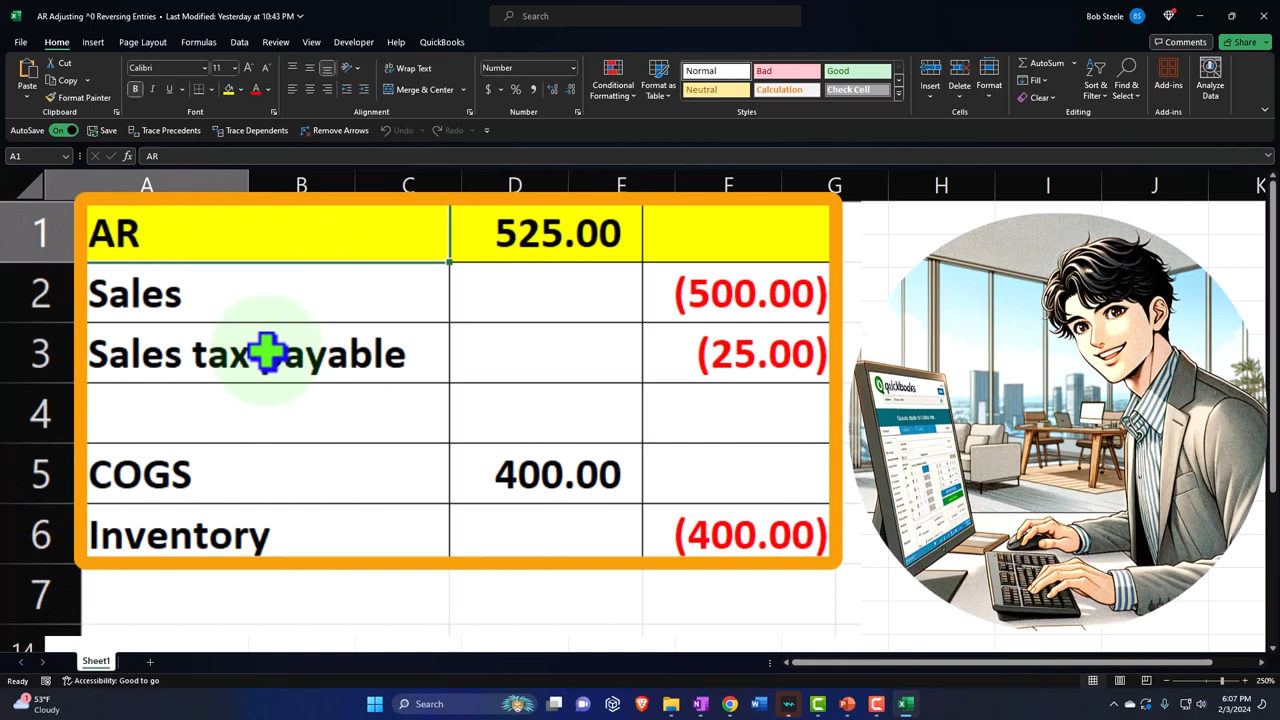 AR Adjusting ^0 Reversing Entries • Last Modified: Yesterday at 10:43 PM
Search
Bob Steele BS
File Home Insert Page Layout Formulas Data Review View Developer Help QuickBooks
Comments Share
Paste
Cut
Copy
Format Painter
Calibri 11
B I U
Wrap Text
Merge & Center
Number
Conditional Formatting
Format as Table
Normal Bad Good
Neutral Calculation Check Cell
Insert Delete Format
AutoSum
Fill
Clear
Sort & Filter
Find & Select
Add-ins
Analyze Data
Clipboard Font Alignment Number Styles Cells Editing Add-ins
AutoSave On Save Trace Precedents Trace Dependents Remove Arrows Undo Redo
A1 fx AR
A B C D E F G H I J K
1 AR 525.00
2 Sales (500.00)
3 Sales tax payable (25.00)
4
5 COGS 400.00
6 Inventory (400.00)
7
14
quickbooks
Sheet1
Ready Accessibility: Good to go 250%
53°F
Cloudy
Search
6:07 PM
2/3/2024